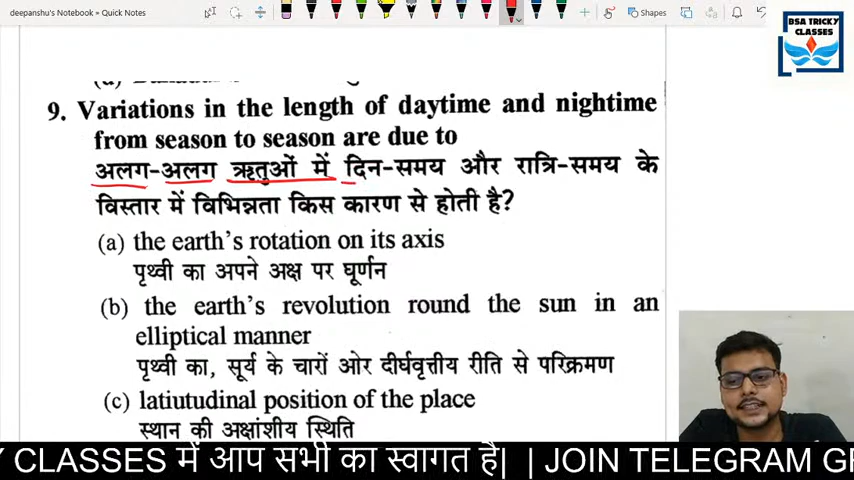 deepanshu's Notebook » Quick Notes
Shapes
BSA TRICKY
CLASSES
9. Variations in the length of daytime and nightime
from season to season are due to
अलग-अलग ऋतुओं में दिन-समय और रात्रि-समय के
विस्तार में विभिन्नता किस कारण से होती है?
(a) the earth's rotation on its axis
पृथ्वी का अपने अक्ष पर घूर्णन
(b) the earth's revolution round the sun in an
elliptical manner
पृथ्वी का, सूर्य के चारों ओर दीर्घवृत्तीय रीति से परिक्रमण
(c) latiutudinal position of the place
स्थान की अक्षांशीय स्थिति
Y CLASSES में आप सभी का स्वागत है| | JOIN TELEGRAM GR